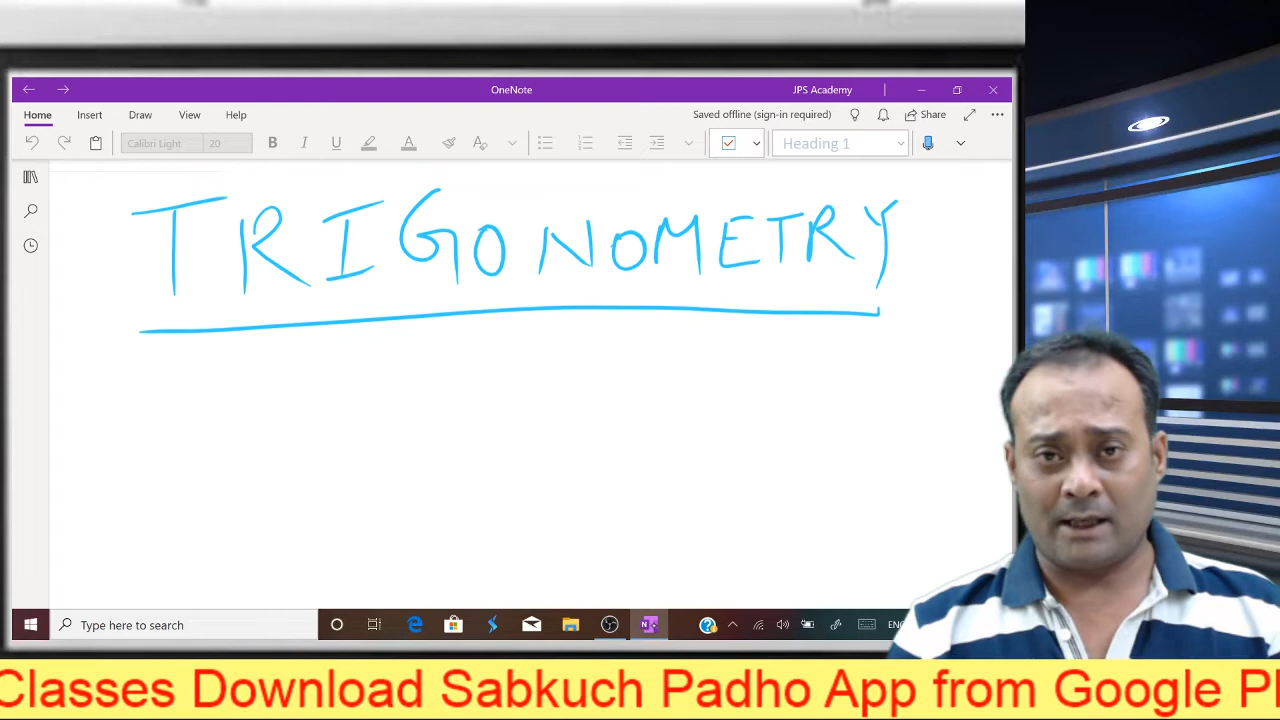 OneNote
JPS Academy
Home Insert Draw View Help
Saved offline (sign-in required)
Share
Calibri Light 20
B I U A
Heading 1
TRIGONOMETRY
Type here to search
ENG
Classes Download Sabkuch Padho App from Google Pl